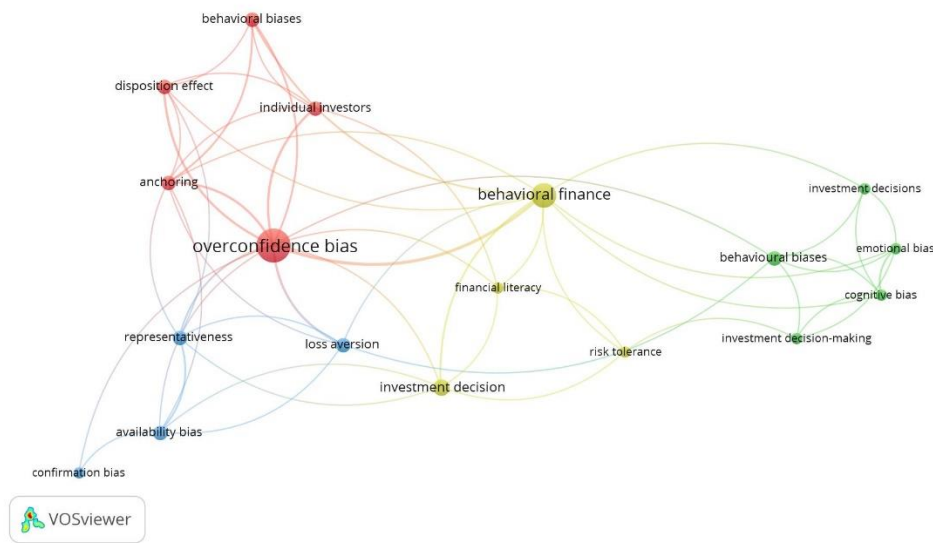 behavioral biases
disposition effect
individual investors
anchoring
behavioral finance
investment decisions
overconfidence bias
emotional bias
behavioural biases
financial literacy
cognitive bias
representativeness
loss aversion
risk tolerance
investment decision-making
investment decision
availability bias
confirmation bias
VOSviewer